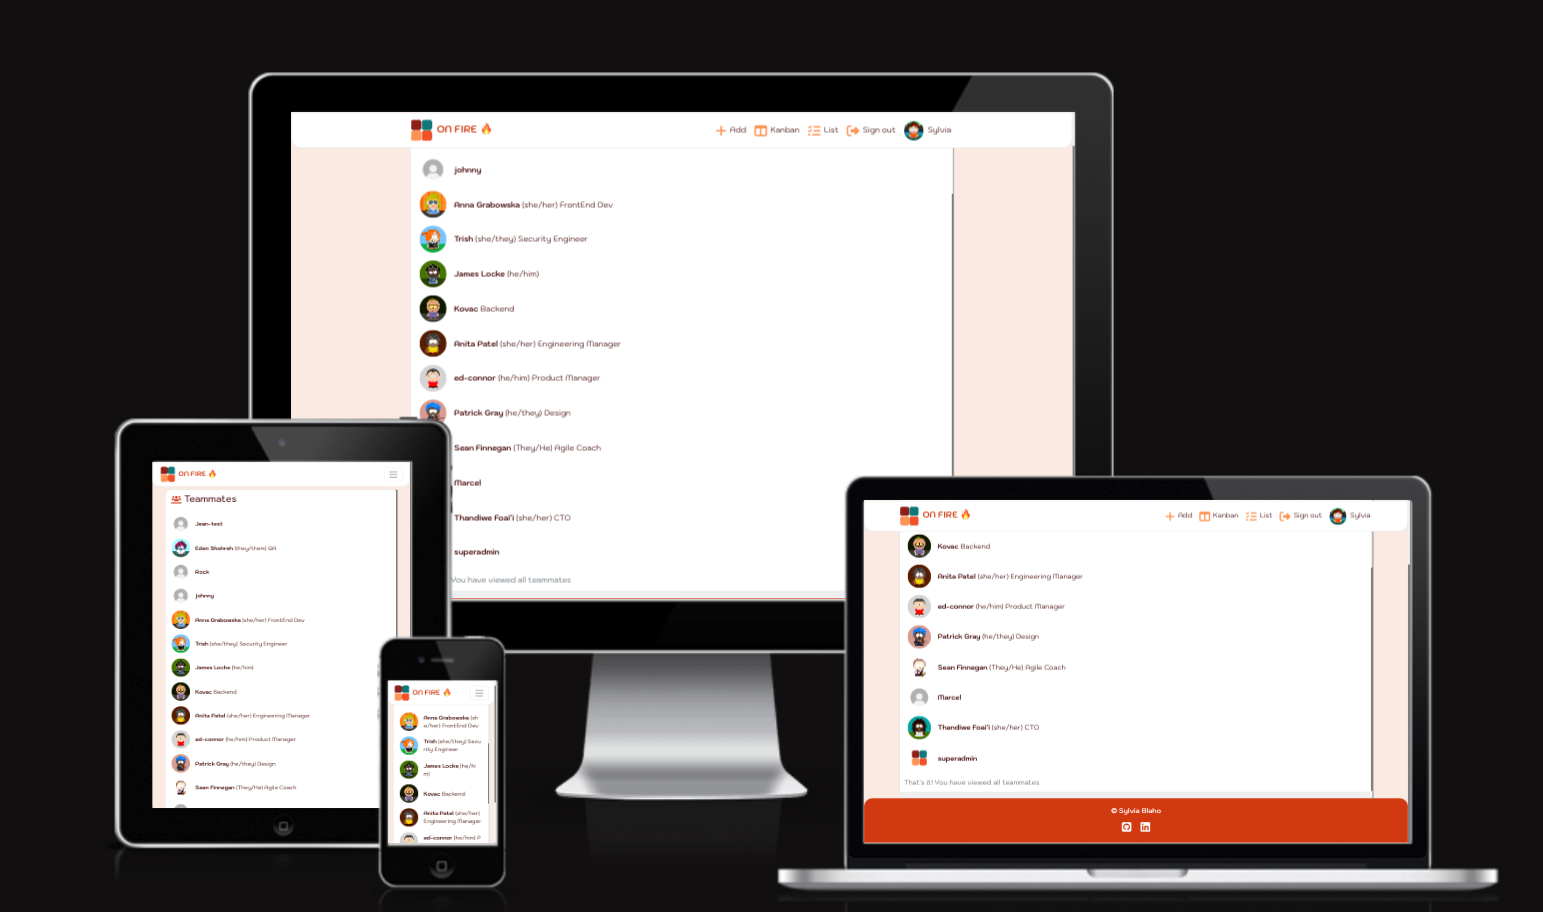 ON FIRE 🔥
Add Kanban List Sign out Sylvia
johnny
Anna Grabowska (she/her) FrontEnd Dev
Trish (she/they) Security Engineer
James Locke (he/him)
Kovac Backend
Anita Patel (she/her) Engineering Manager
ed-connor (he/him) Product Manager
Patrick Gray (he/they) Design
Sean Finnegan (They/He) Agile Coach
Marcel
Thandiwe Foai'i (she/her) CTO
superadmin
You have viewed all teammates
ON FIRE 🔥
Teammates
Jean-test
Eden Shohreh (they/them) QA
Rock
johnny
Anna Grabowska (she/her) FrontEnd Dev
Trish (she/they) Security Engineer
James Locke (he/him)
Kovac Backend
Anita Patel (she/her) Engineering Manager
ed-connor (he/him) Product Manager
Patrick Gray (he/they) Design
Sean Finnegan (They/He) Agile Coach
ON FIRE 🔥
Anna Grabowska (sh
e/her) FrontEnd Dev
Trish (she/they) Secu
rity Engineer
James Locke (he/hi
m)
Kovac Backend
Anita Patel (she/her)
Engineering Manager
ed-connor (he/him) P
ON FIRE 🔥
Add Kanban List Sign out Sylvia
Kovac Backend
Anita Patel (she/her) Engineering Manager
ed-connor (he/him) Product Manager
Patrick Gray (he/they) Design
Sean Finnegan (They/He) Agile Coach
Marcel
Thandiwe Foai'i (she/her) CTO
superadmin
That's it! You have viewed all teammates
© Sylvia Blaho